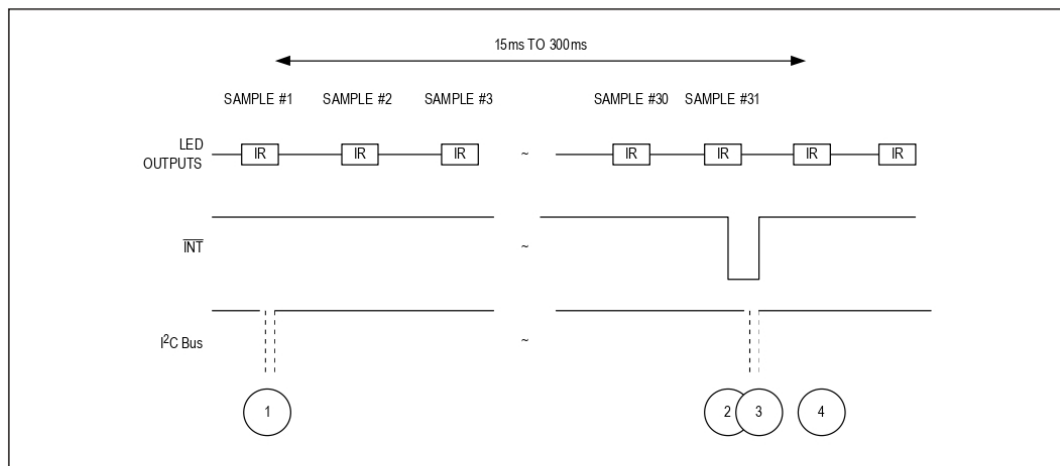 15ms TO 300ms
SAMPLE #1 SAMPLE #2 SAMPLE #3 SAMPLE #30 SAMPLE #31
LED
OUTPUTS
IR IR IR ~ IR IR IR IR
INT ~
I²C Bus ~
1 2 3 4